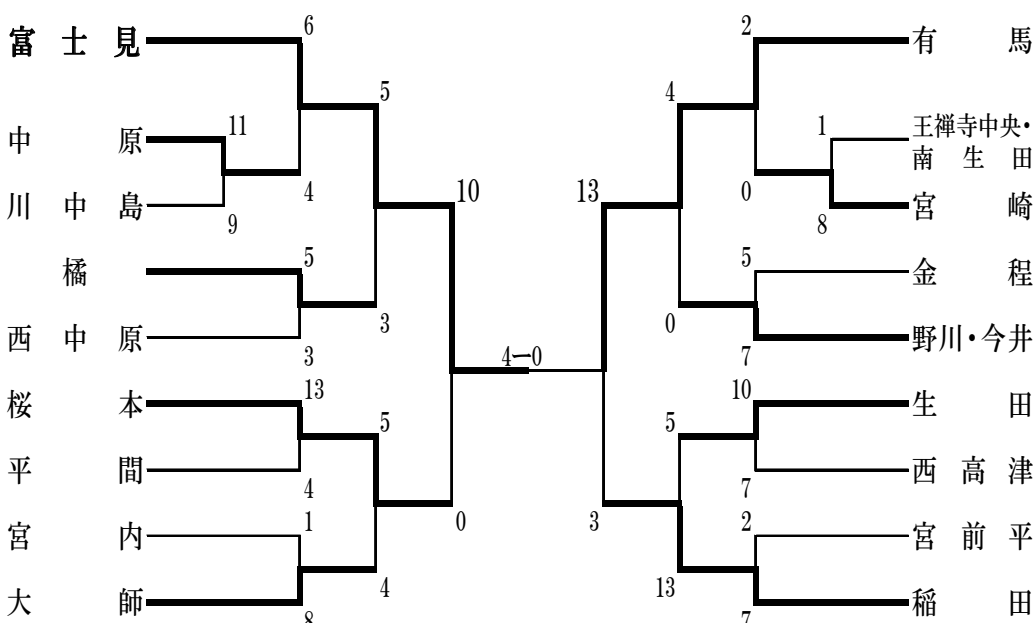 富士見
6
中原
11
川中島
9
4
5
橘
5
西中原
3
3
10
桜本
13
平間
4
5
宮内
1
大師
8
4
0
4ー0
有馬
2
王禅寺中央・
南生田
1
宮崎
8
0
4
金程
5
野川・今井
7
0
13
生田
10
西高津
7
5
宮前平
2
稲田
7
13
3